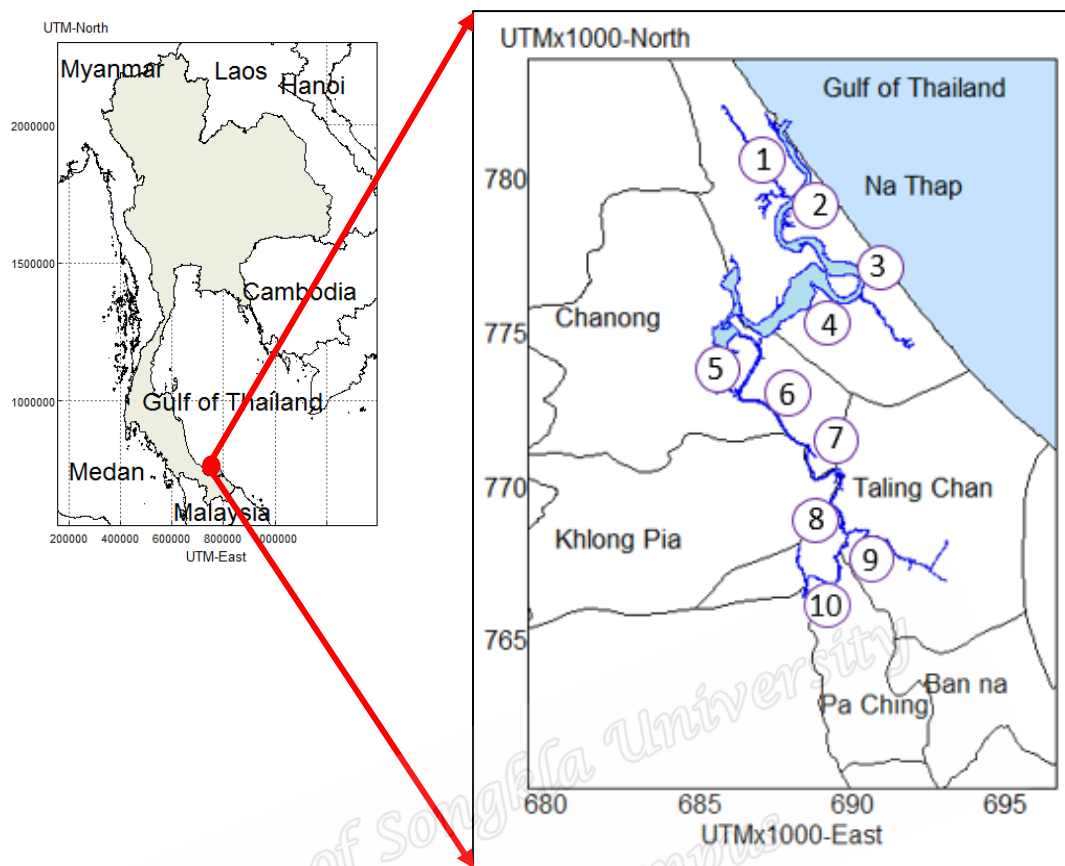 UTM-North
Myanmar
Laos
Hanoi
2000000
1500000
Cambodia
1000000
Gulf of Thailand
Medan
Malaysia
200000 400000 600000 800000 1000000
UTM-East
UTMx1000-North
Gulf of Thailand
780
1
Na Thap
2
3
775
Chanong
4
5
6
7
770
Taling Chan
Khlong Pia
8
9
10
765
Ban na
Pa Ching
680 685 690 695
UTMx1000-East
of Songkla University